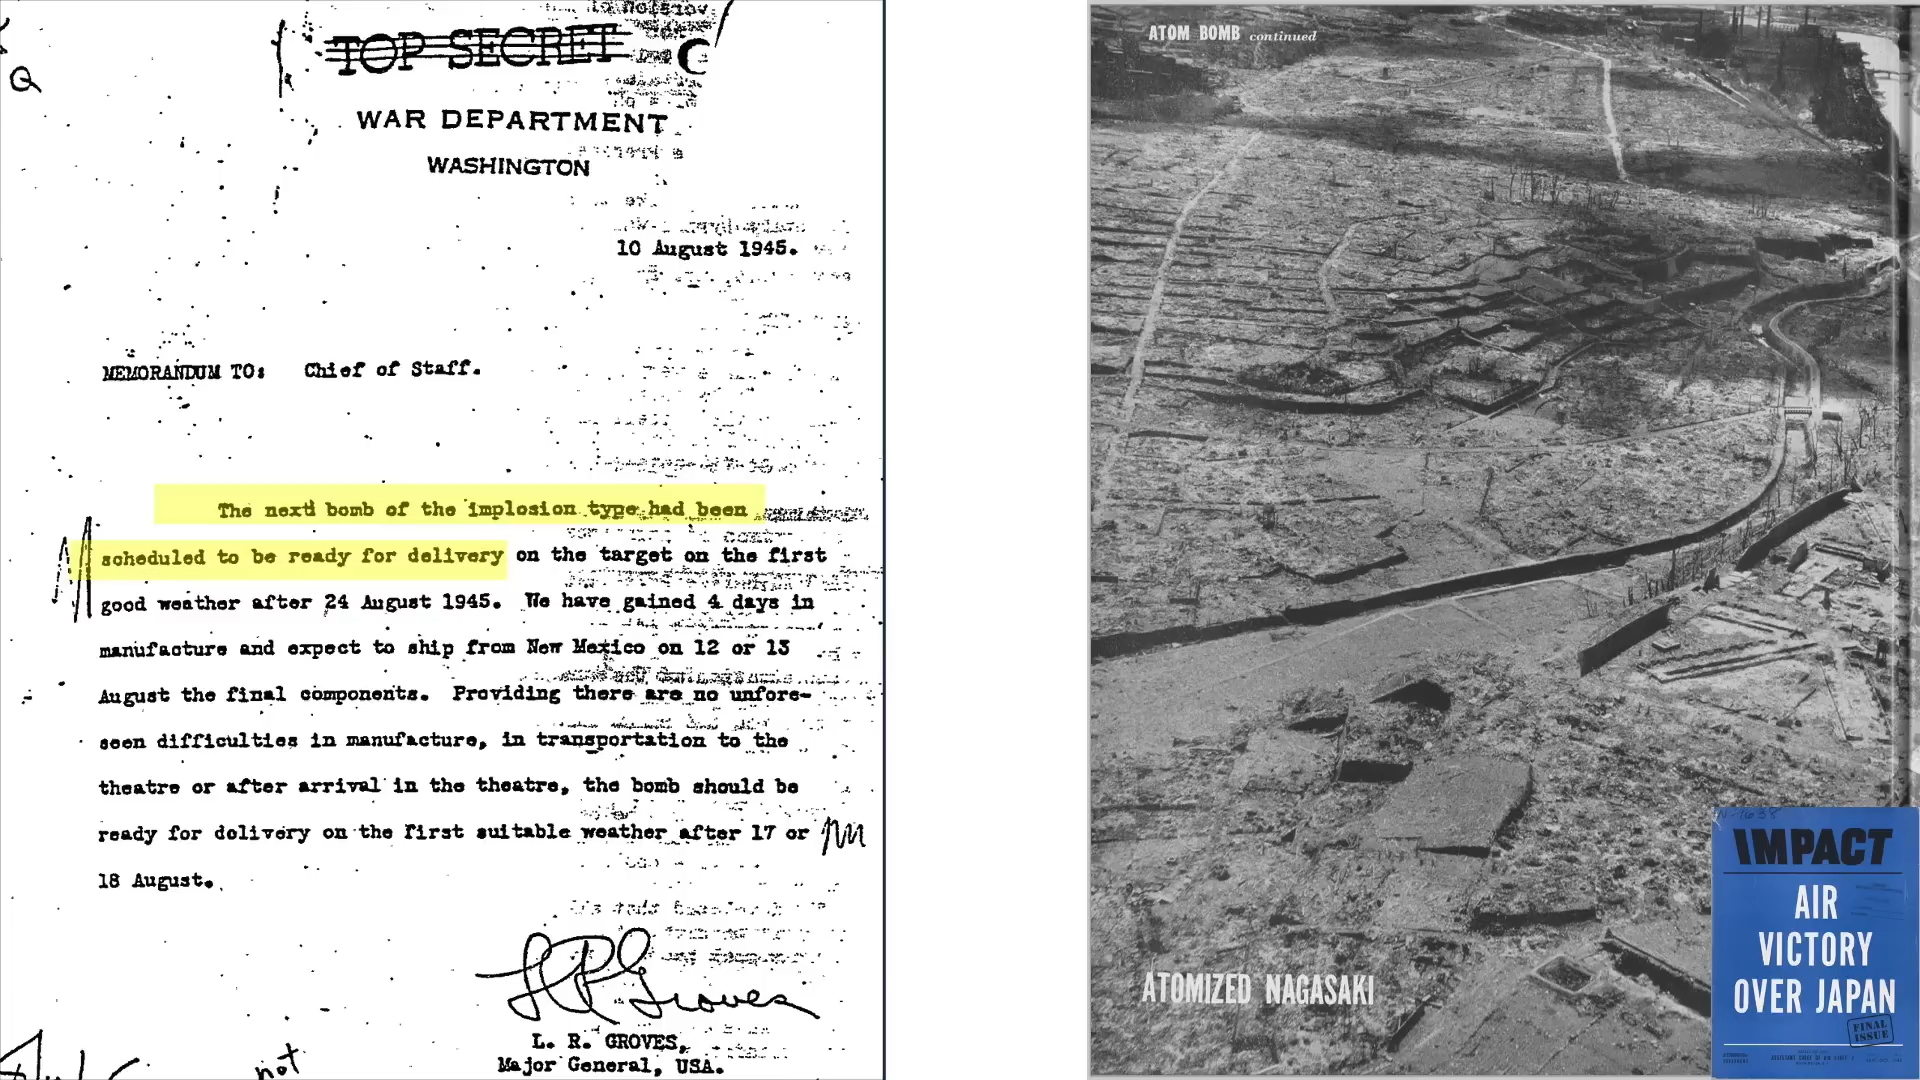 TOP SECRET
WAR DEPARTMENT
WASHINGTON
10 August 1945.
MEMORANDUM TO: Chief of Staff.
The next bomb of the implosion type had been
scheduled to be ready for delivery on the target on the first
good weather after 24 August 1945. We have gained 4 days in
manufacture and expect to ship from New Mexico on 12 or 13
August the final components. Providing there are no unfore-
seen difficulties in manufacture, in transportation to the
theatre or after arrival in the theatre, the bomb should be
ready for delivery on the first suitable weather after 17 or
18 August.
L R Groves
L. R. GROVES,
Major General, USA.
not
ATOM BOMB continued
ATOMIZED NAGASAKI
IMPACT
AIR
VICTORY
OVER JAPAN
FINAL
ISSUE